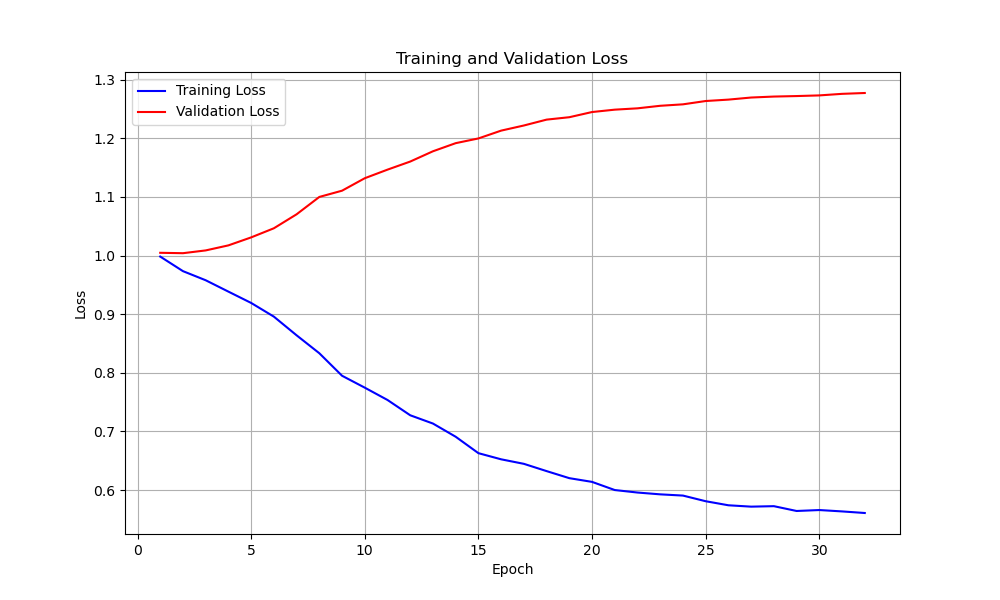 Training and Validation Loss
Training Loss
Validation Loss
1.3
1.2
1.1
1.0
0.9
0.8
0.7
0.6
Loss
0 5 10 15 20 25 30
Epoch